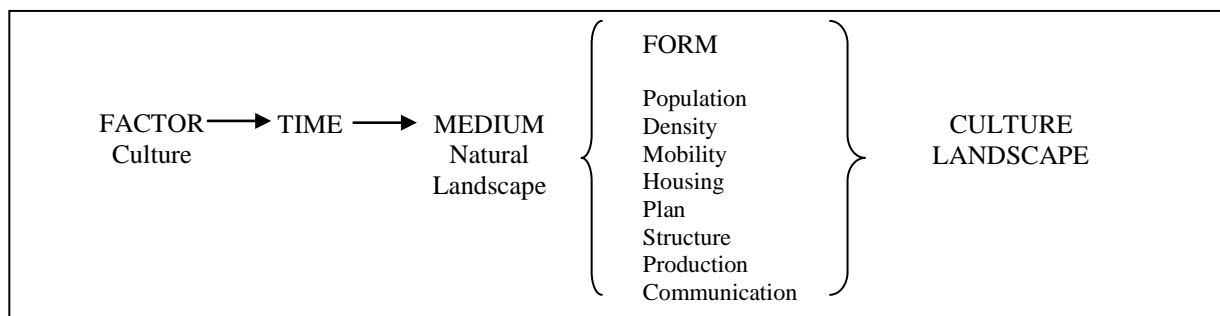 FORM
Population
Density
Mobility
Housing
Plan
Structure
Production
Communication
FACTOR TIME MEDIUM
Culture Natural
Landscape
CULTURE
LANDSCAPE